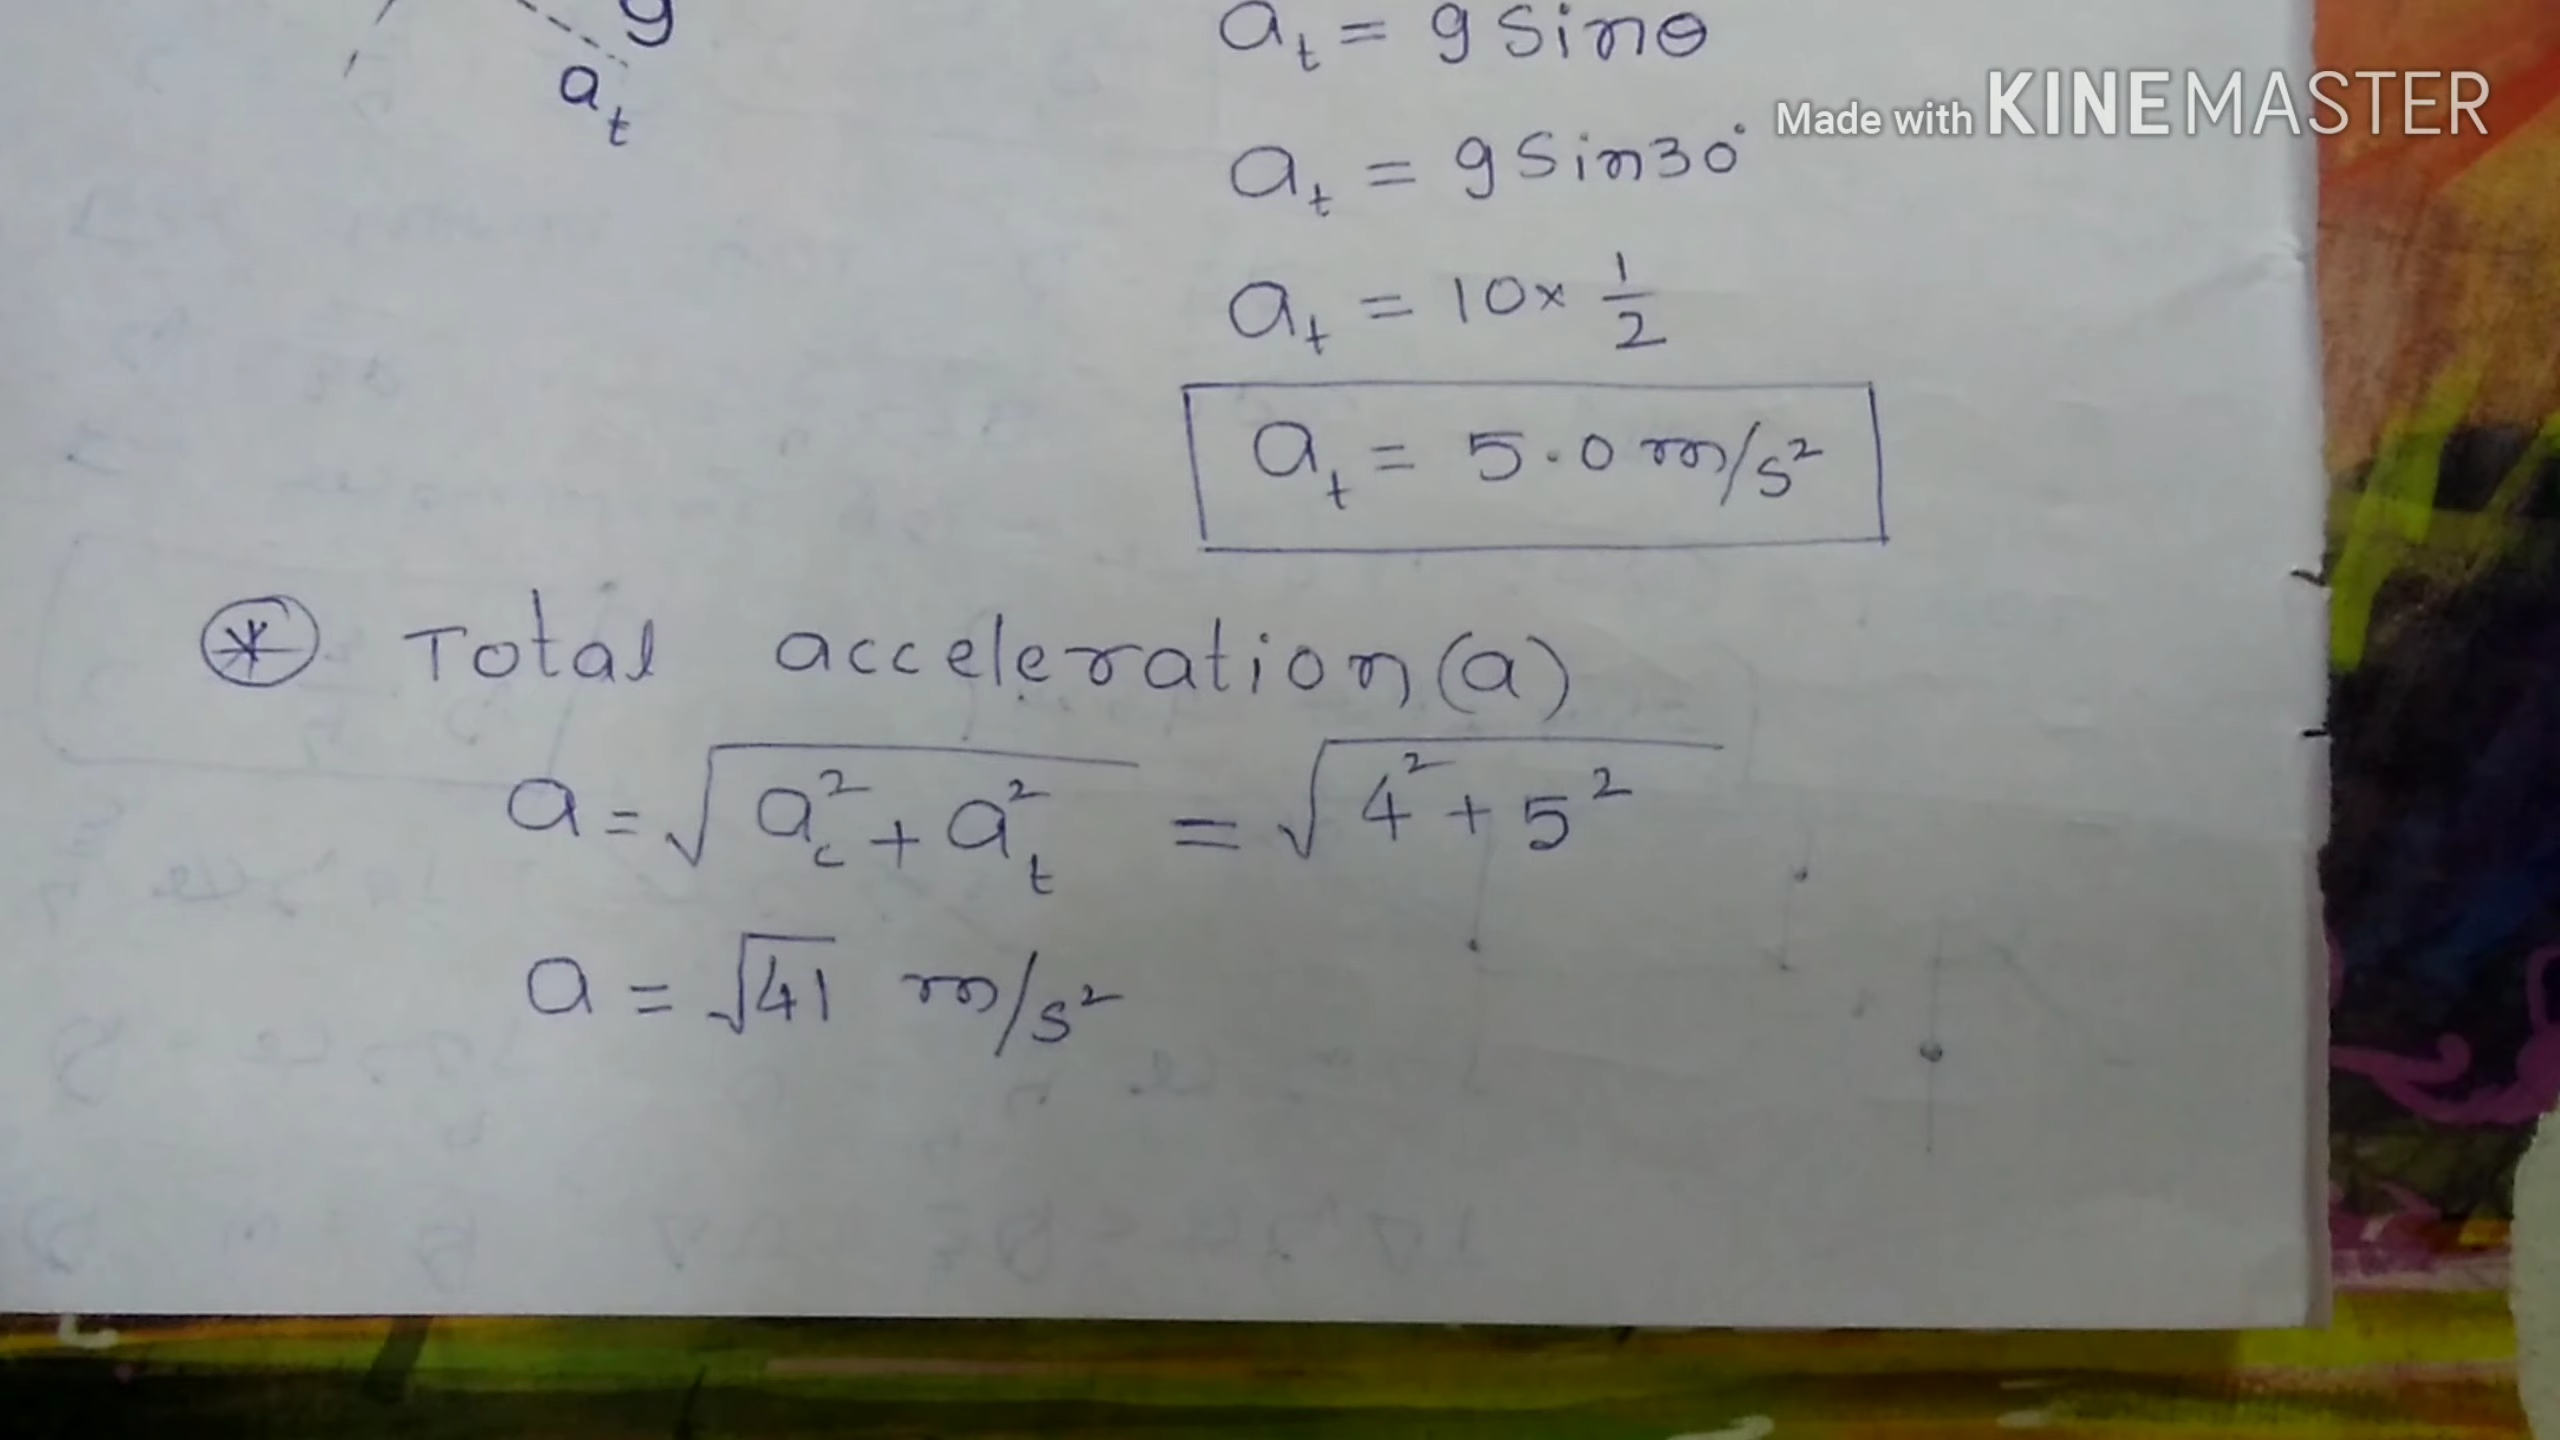 g
a_t
a_t = g sinθ
Made with KINEMASTER
a_t = g sin30°
a_t = 10 × 1/2
a_t = 5.0 m/s²
* Total acceleration (a)
a = √(a_c² + a_t²) = √(4² + 5²)
a = √41 m/s²